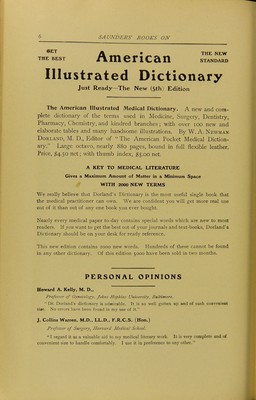 6 SAUNDERS' BOOKS ON
GET THE BEST
THE NEW STANDARD
American
Illustrated Dictionary
Just Ready—The New (5th) Edition
The American Illustrated Medical Dictionary. A new and com-
plete dictionary of the terms used in Medicine, Surgery, Dentistry,
Pharmacy, Chemistry, and kindred branches; with over 100 new and
elaborate tables and many handsome illustrations. By W. A. NEWMAN
DORLAND, M. D., Editor of "The American Pocket Medical Diction-
ary." Large octavo, nearly 880 pages, bound in full flexible leather.
Price, $4.50 net; with thumb index, $5.00 net.
A KEY TO MEDICAL LITERATURE
Gives a Maximum Amount of Matter in a Minimum Space
WITH 2000 NEW TERMS
We really believe that Dorland's Dictionary is the most useful single book that
the medical practitioner can own. We are confident you will get more real use
out of it than out of any one book you ever bought.
Nearly every medical paper to-day contains special words which are new to most
readers. If you want to get the best out of your journals and text-books, Dorland's
Dictionary should be on your desk for ready reference.
This new edition contains 2000 new words. Hundreds of these cannot be found
in any other dictionary. Of this edition 5000 have been sold in two months.
PERSONAL OPINIONS
Howard A. Kelly, M. D.,
Professor of Gynecology, Johns Hopkins University, Baltimore.
"Dr. Dorland's dictionary is admirable. It is so well gotten up and of such convenient
size. No errors have been found in my use of it."
J. Collins Warren, M.D., LL.D., F.R.C.S. (Hon.)
Professor of Surgery, Harvard Medical School.
"I regard it as a valuable aid to my medical literary work. It is very complete and of
convenient size to handle comfortably. I use it in preference to any other."